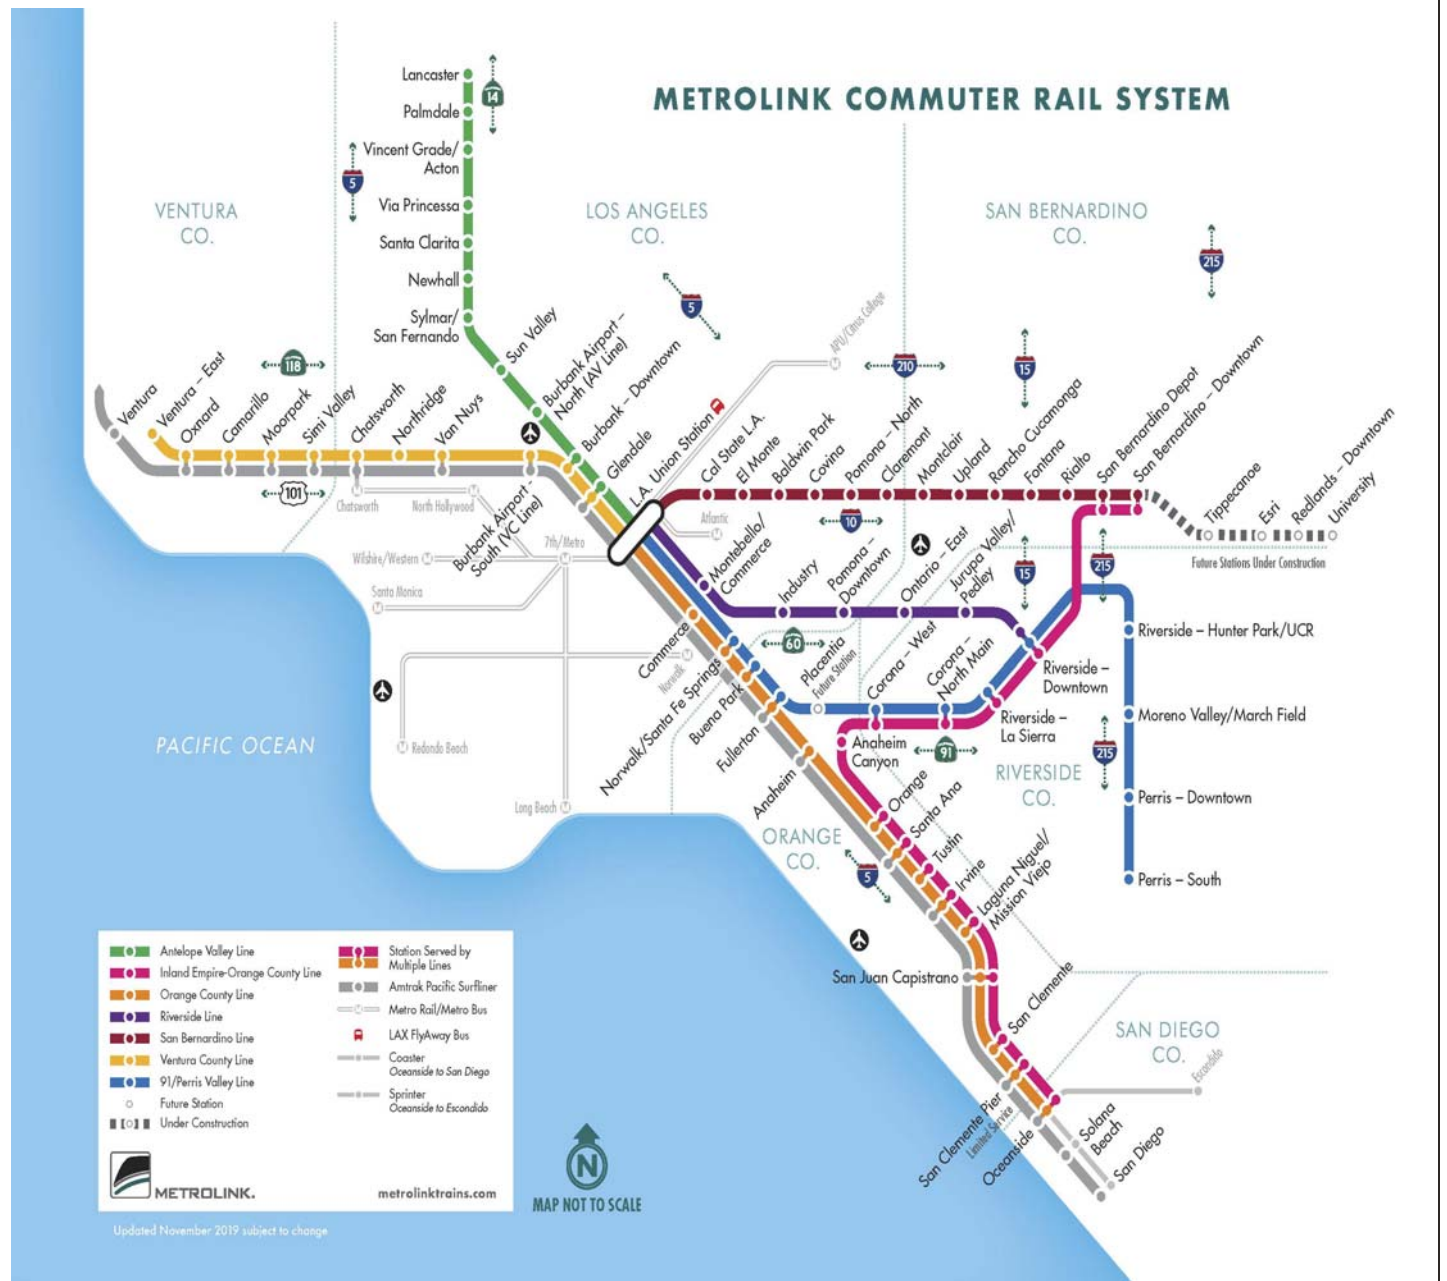 METROLINK COMMUTER RAIL SYSTEM
Lancaster
14
Palmdale
Vincent Grade/
Acton
5
Via Princessa
Santa Clarita
Newhall
Sylmar/
San Fernando
VENTURA
CO.
LOS ANGELES
CO.
SAN BERNARDINO
CO.
215
5
118
210
15
APU/Citrus College
Sun Valley
Burbank Airport –
North (AV Line)
Burbank – Downtown
Glendale
L.A. Union Station
Ventura
Ventura – East
Oxnard
Camarillo
Moorpark
Simi Valley
Chatsworth
Northridge
Van Nuys
101
Burbank Airport -
South (VC Line)
Chatsworth
M
North Hollywood
M
Wilshire/Western
M
7th/Metro
M
Santa Monica
M
Atlantic
M
M
Norwalk
M
M
Redondo Beach
Long Beach
M
Cal State L.A.
El Monte
Baldwin Park
Covina
Pomona – North
Claremont
Montclair
Upland
Rancho Cucamonga
Fontana
Rialto
San Bernardino Depot
San Bernardino – Downtown
Tippecanoe
Esri
Redlands – Downtown
University
Future Stations Under Construction
10
Montebello/
Commerce
Industry
Pomona –
Downtown
Ontario – East
Jurupa Valley/
Pedley
15
215
60
Commerce
Norwalk/Santa Fe Springs
Buena Park
Fullerton
Anaheim
Placentia
Future Station
Corona – West
Corona –
North Main
Riverside –
Downtown
Riverside –
La Sierra
Riverside – Hunter Park/UCR
Moreno Valley/March Field
215
Perris – Downtown
Perris – South
Anaheim
Canyon
91
RIVERSIDE
CO.
ORANGE
CO.
5
Orange
Santa Ana
Tustin
Irvine
Laguna Niguel/
Mission Viejo
San Juan Capistrano
San Clemente
San Clemente Pier
Limited Service
Oceanside
Solana
Beach
San Diego
Escondido
SAN DIEGO
CO.
PACIFIC OCEAN
Antelope Valley Line
Inland Empire-Orange County Line
Orange County Line
Riverside Line
San Bernardino Line
Ventura County Line
91/Perris Valley Line
Future Station
Under Construction
Station Served by
Multiple Lines
Amtrak Pacific Surfliner
M
Metro Rail/Metro Bus
LAX FlyAway Bus
Coaster
Oceanside to San Diego
Sprinter
Oceanside to Escondido
METROLINK.
metrolinktrains.com
N
MAP NOT TO SCALE
Updated November 2019 subject to change